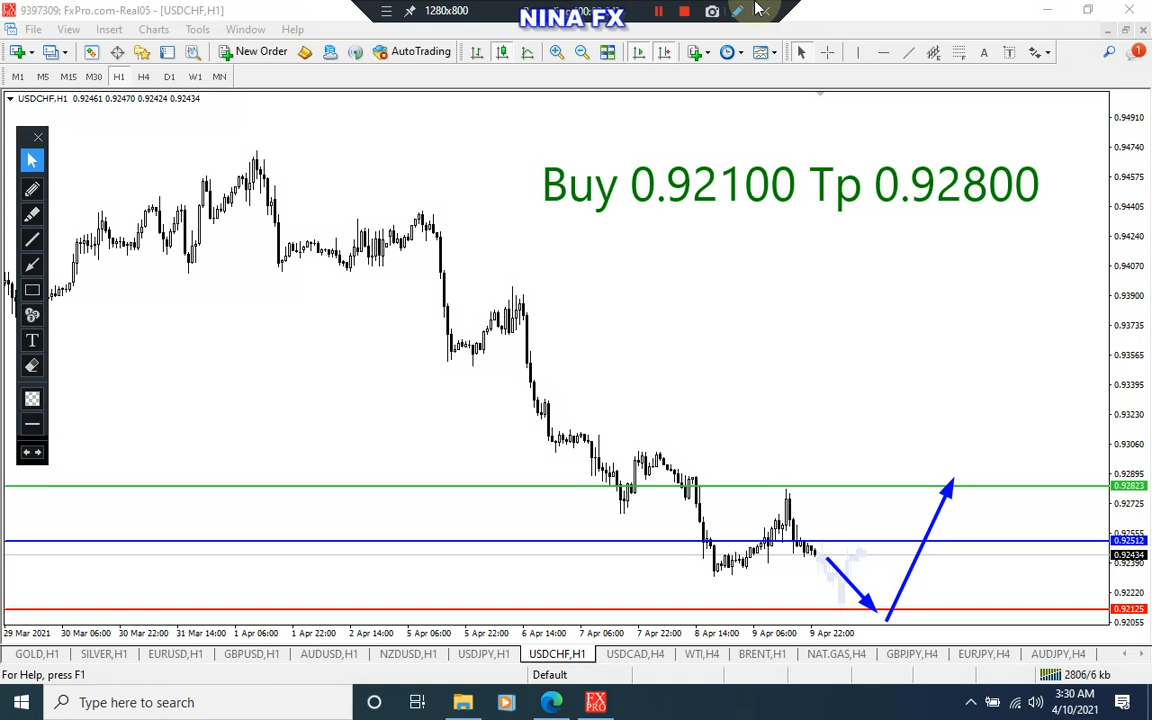 9397309: FxPro.com-Real05 - [USDCHF,H1]
1280x800
NINA FX
File View Insert Charts Tools Window Help
New Order AutoTrading
1
M1 M5 M15 M30 H1 H4 D1 W1 MN
USDCHF,H1 0.92461 0.92470 0.92424 0.92434
Buy 0.92100 Tp 0.92800
0.94910
0.94740
0.94575
0.94405
0.94240
0.94070
0.93900
0.93735
0.93565
0.93395
0.93230
0.93060
0.92895
0.92823
0.92725
0.92555
0.92512
0.92434
0.92390
0.92220
0.92125
0.92055
29 Mar 2021 30 Mar 06:00 30 Mar 22:00 31 Mar 14:00 1 Apr 06:00 1 Apr 22:00 2 Apr 14:00 5 Apr 06:00 5 Apr 22:00 6 Apr 14:00 7 Apr 06:00 7 Apr 22:00 8 Apr 14:00 9 Apr 06:00 9 Apr 22:00
GOLD,H1 SILVER,H1 EURUSD,H1 GBPUSD,H1 AUDUSD,H1 NZDUSD,H1 USDJPY,H1 USDCHF,H1 USDCAD,H4 WTI,H4 BRENT,H1 NAT.GAS,H4 GBPJPY,H4 EURJPY,H4 AUDJPY,H4
For Help, press F1 Default 2806/6 kb
Type here to search
FX PRO
3:30 AM
4/10/2021